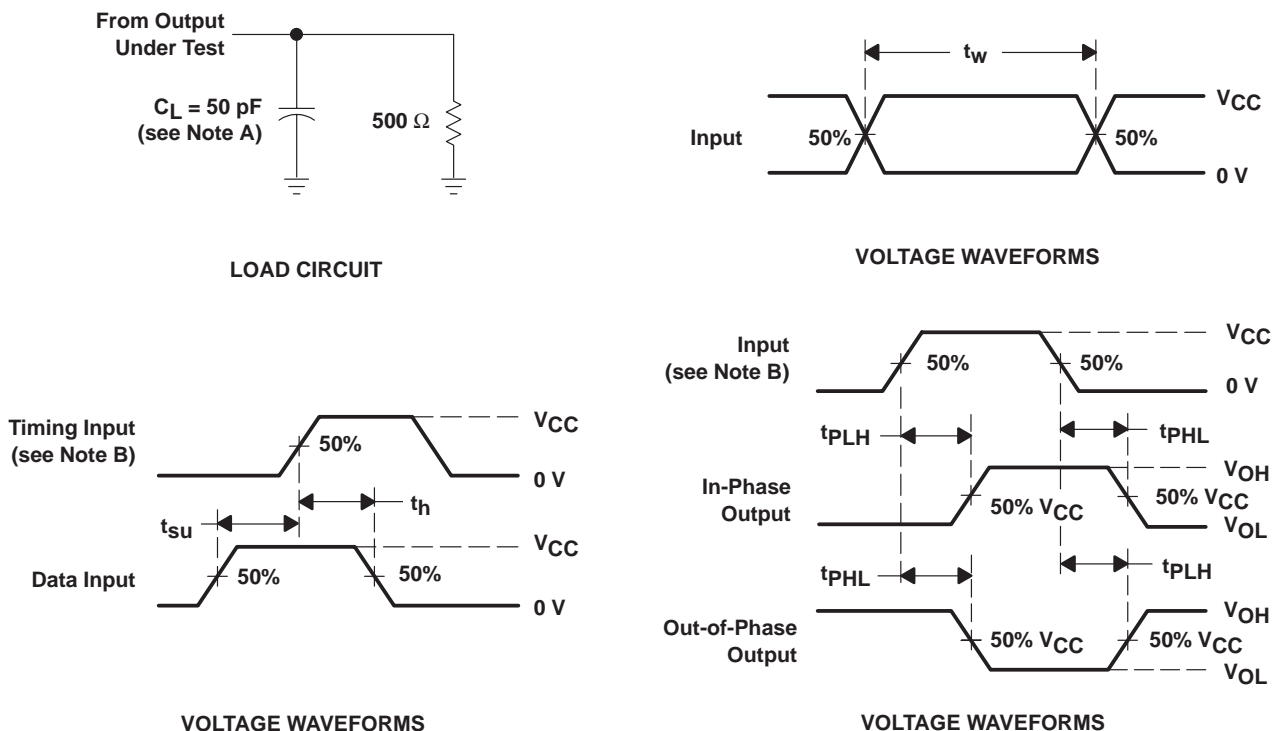 From Output
Under Test
C_L = 50 pF
(see Note A)
500 Ω
LOAD CIRCUIT
t_w
Input
50%
50%
V_CC
0 V
VOLTAGE WAVEFORMS
Timing Input
(see Note B)
50%
V_CC
0 V
t_h
t_su
Data Input
50%
50%
V_CC
0 V
VOLTAGE WAVEFORMS
Input
(see Note B)
50%
50%
V_CC
0 V
t_PLH
t_PHL
In-Phase
Output
50% V_CC
V_OH
50% V_CC
V_OL
t_PHL
t_PLH
Out-of-Phase
Output
50% V_CC
V_OH
50% V_CC
V_OL
VOLTAGE WAVEFORMS